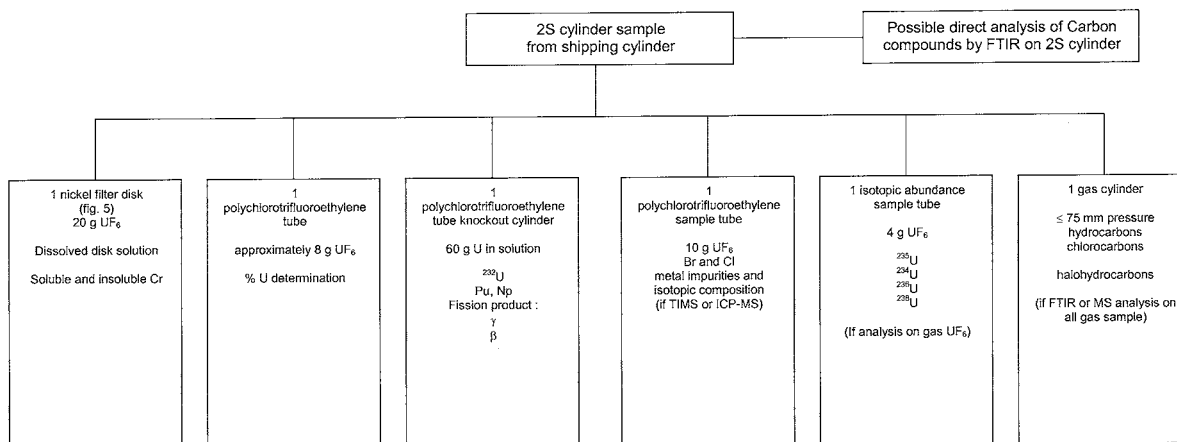 2S cylinder sample
from shipping cylinder
Possible direct analysis of Carbon
compounds by FTIR on 2S cylinder
1 nickel filter disk
(fig. 5)
20 g UF₆
Dissolved disk solution
Soluble and insoluble Cr
1
polychlorotrifluoroethylene
tube
approximately 8 g UF₆
% U determination
1
polychlorotrifluoroethylene
tube knockout cylinder
60 g U in solution
²³²U
Pu, Np
Fission product :
γ
β
1
polychlorotrifluoroethylene
sample tube
10 g UF₆
Br and Cl
metal impurities and
isotopic composition
(if TIMS or ICP-MS)
1 isotopic abundance
sample tube
4 g UF₆
²³⁵U
²³⁴U
²³⁶U
²³⁸U
(If analysis on gas UF₆)
1 gas cylinder
≤ 75 mm pressure
hydrocarbons
chlorocarbons
halohydrocarbons
(if FTIR or MS analysis on
all gas sample)